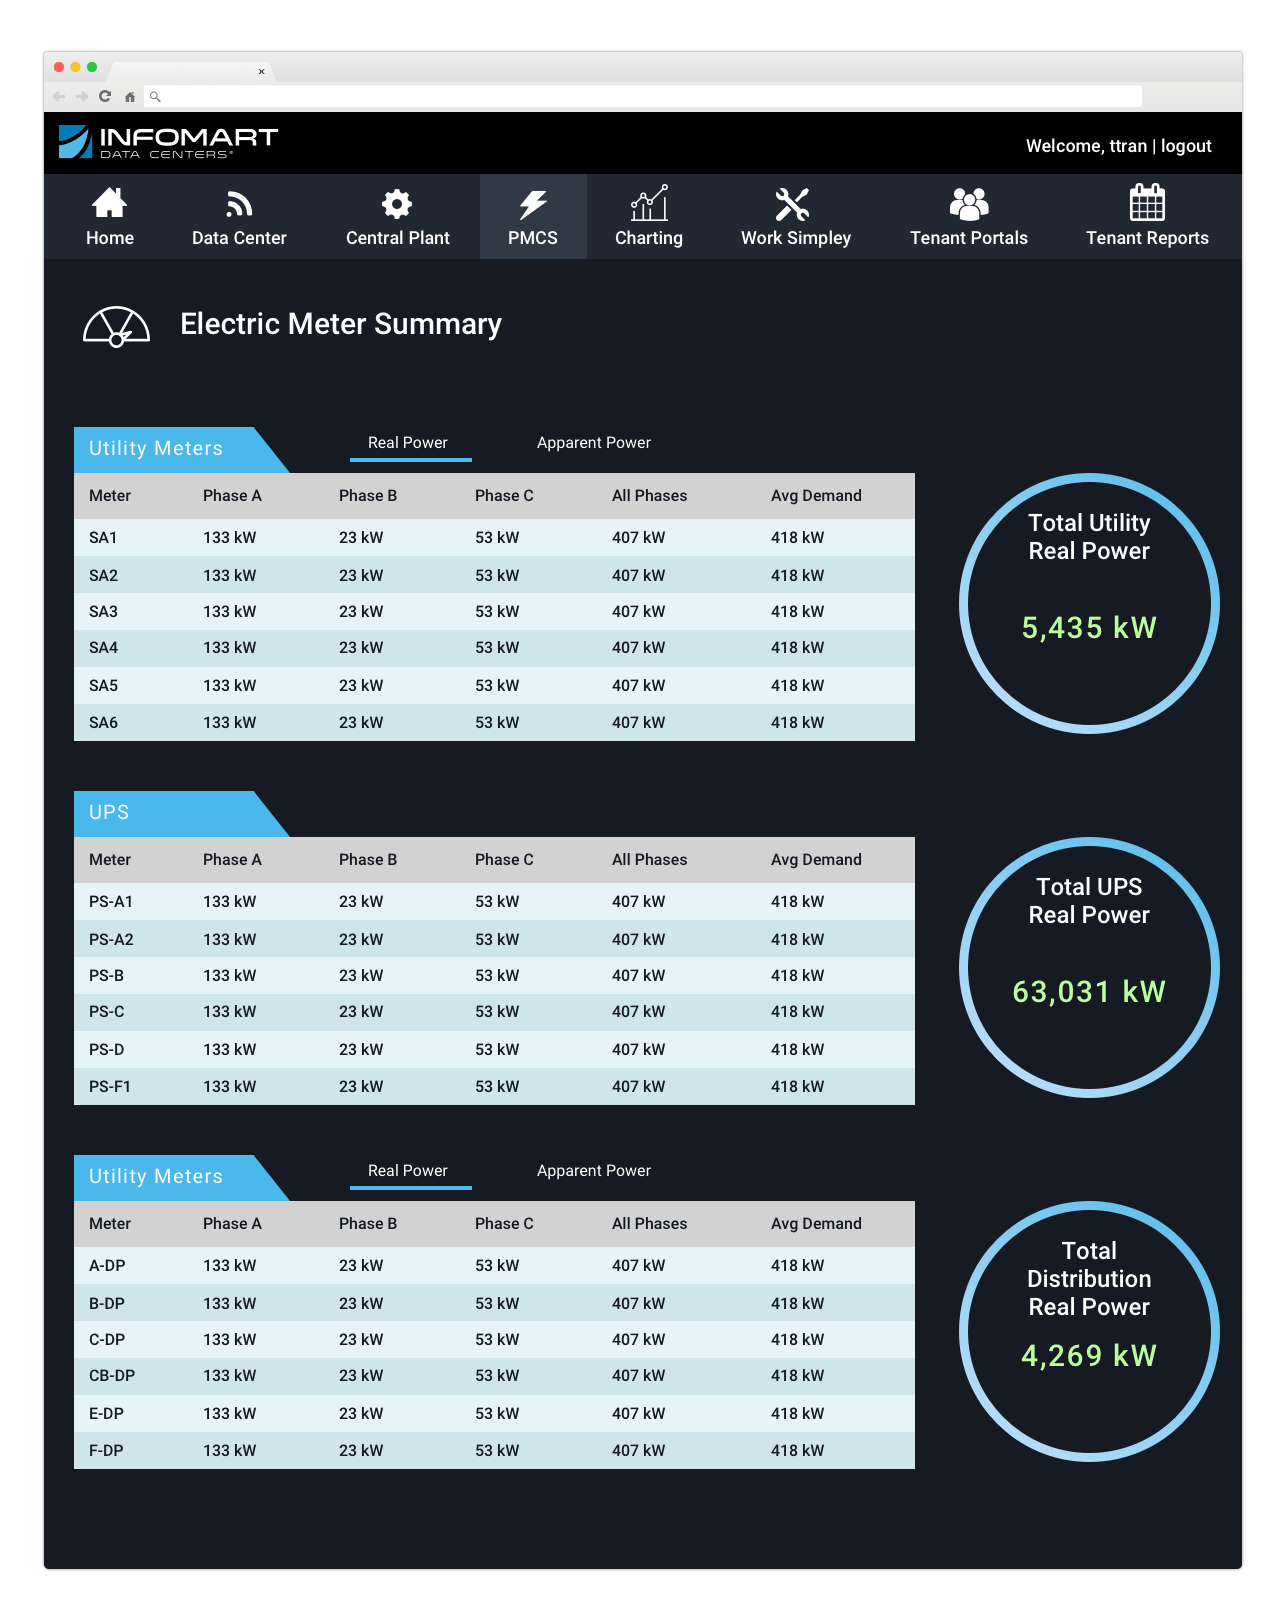 INFOMART
DATA CENTERS®
Welcome, ttran | logout
Home Data Center Central Plant PMCS Charting Work Simpley Tenant Portals Tenant Reports
Electric Meter Summary
Utility Meters Real Power Apparent Power
Meter Phase A Phase B Phase C All Phases Avg Demand
SA1 133 kW 23 kW 53 kW 407 kW 418 kW
SA2 133 kW 23 kW 53 kW 407 kW 418 kW
SA3 133 kW 23 kW 53 kW 407 kW 418 kW
SA4 133 kW 23 kW 53 kW 407 kW 418 kW
SA5 133 kW 23 kW 53 kW 407 kW 418 kW
SA6 133 kW 23 kW 53 kW 407 kW 418 kW
Total Utility
Real Power
5,435 kW
UPS
Meter Phase A Phase B Phase C All Phases Avg Demand
PS-A1 133 kW 23 kW 53 kW 407 kW 418 kW
PS-A2 133 kW 23 kW 53 kW 407 kW 418 kW
PS-B 133 kW 23 kW 53 kW 407 kW 418 kW
PS-C 133 kW 23 kW 53 kW 407 kW 418 kW
PS-D 133 kW 23 kW 53 kW 407 kW 418 kW
PS-F1 133 kW 23 kW 53 kW 407 kW 418 kW
Total UPS
Real Power
63,031 kW
Utility Meters Real Power Apparent Power
Meter Phase A Phase B Phase C All Phases Avg Demand
A-DP 133 kW 23 kW 53 kW 407 kW 418 kW
B-DP 133 kW 23 kW 53 kW 407 kW 418 kW
C-DP 133 kW 23 kW 53 kW 407 kW 418 kW
CB-DP 133 kW 23 kW 53 kW 407 kW 418 kW
E-DP 133 kW 23 kW 53 kW 407 kW 418 kW
F-DP 133 kW 23 kW 53 kW 407 kW 418 kW
Total
Distribution
Real Power
4,269 kW